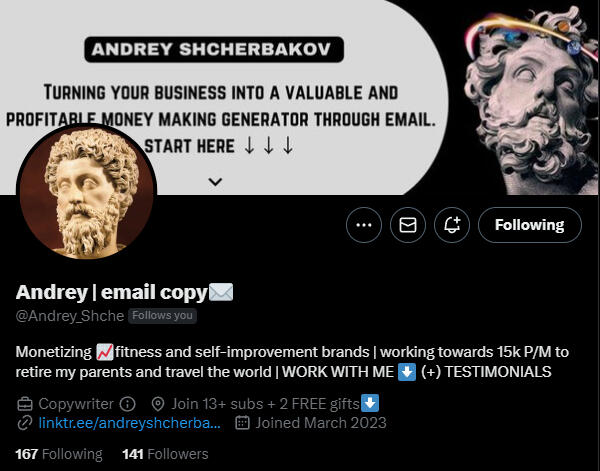 ANDREY SHCHERBAKOV
TURNING YOUR BUSINESS INTO A VALUABLE AND
PROFITABLE MONEY MAKING GENERATOR THROUGH EMAIL.
START HERE ↓ ↓ ↓
Following
Andrey | email copy✉️
@Andrey_Shche Follows you
Monetizing 📈fitness and self-improvement brands | working towards 15k P/M to
retire my parents and travel the world | WORK WITH ME ⬇️ (+) TESTIMONIALS
Copywriter Join 13+ subs + 2 FREE gifts⬇️
linktr.ee/andreyshcherba... Joined March 2023
167 Following 141 Followers